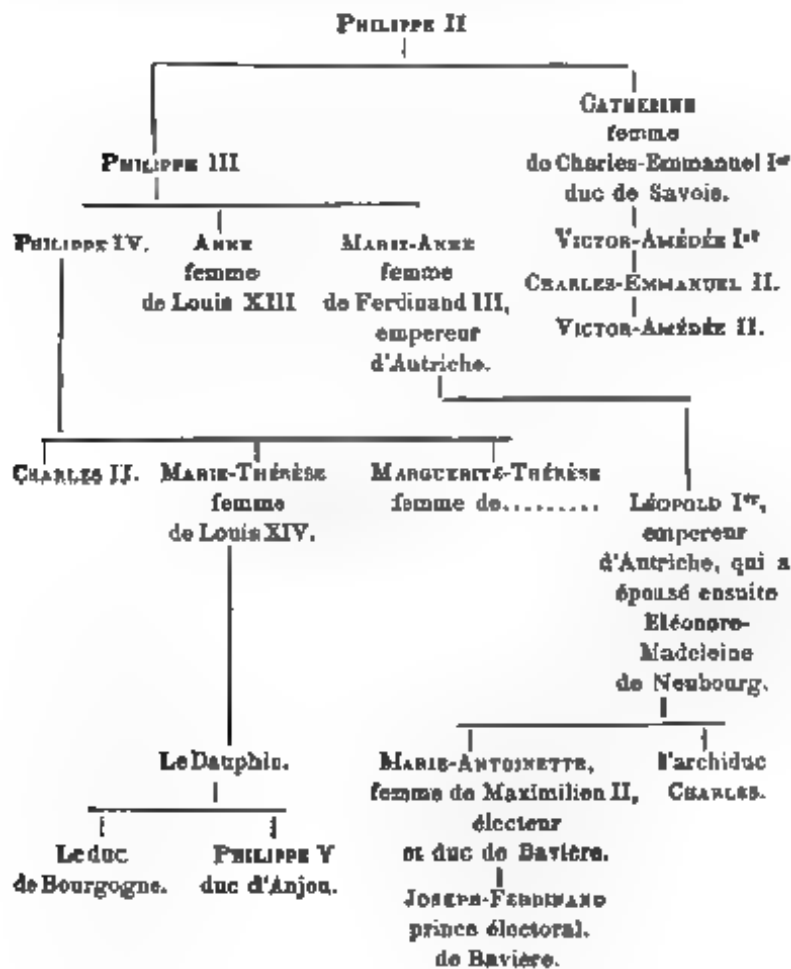 PHILIPPE II
CATHERINE
femme
de Charles-Emmanuel Ier
duc de Savoie.
PHILIPPE III
VICTOR-AMÉDÉE Ier
CHARLES-EMMANUEL II.
VICTOR-AMÉDÉE II.
PHILIPPE IV.
ANNE
femme
de Louis XIII
MARIE-ANNE
femme
de Ferdinand III,
empereur
d'Autriche.
CHARLES II.
MARIE-THÉRÈSE
femme
de Louis XIV.
MARGUERITE-THÉRÈSE
femme de.........
LÉOPOLD Ier,
empereur
d'Autriche, qui a
épousé ensuite
Eléonore-
Madeleine
de Neubourg.
Le Dauphin.
MARIE-ANTOINETTE,
femme de Maximilien II,
électeur
et duc de Bavière.
l'archiduc
CHARLES.
Le duc
de Bourgogne.
PHILIPPE V
duc d'Anjou.
JOSEPH-FERDINAND
prince électoral.
de Bavière.